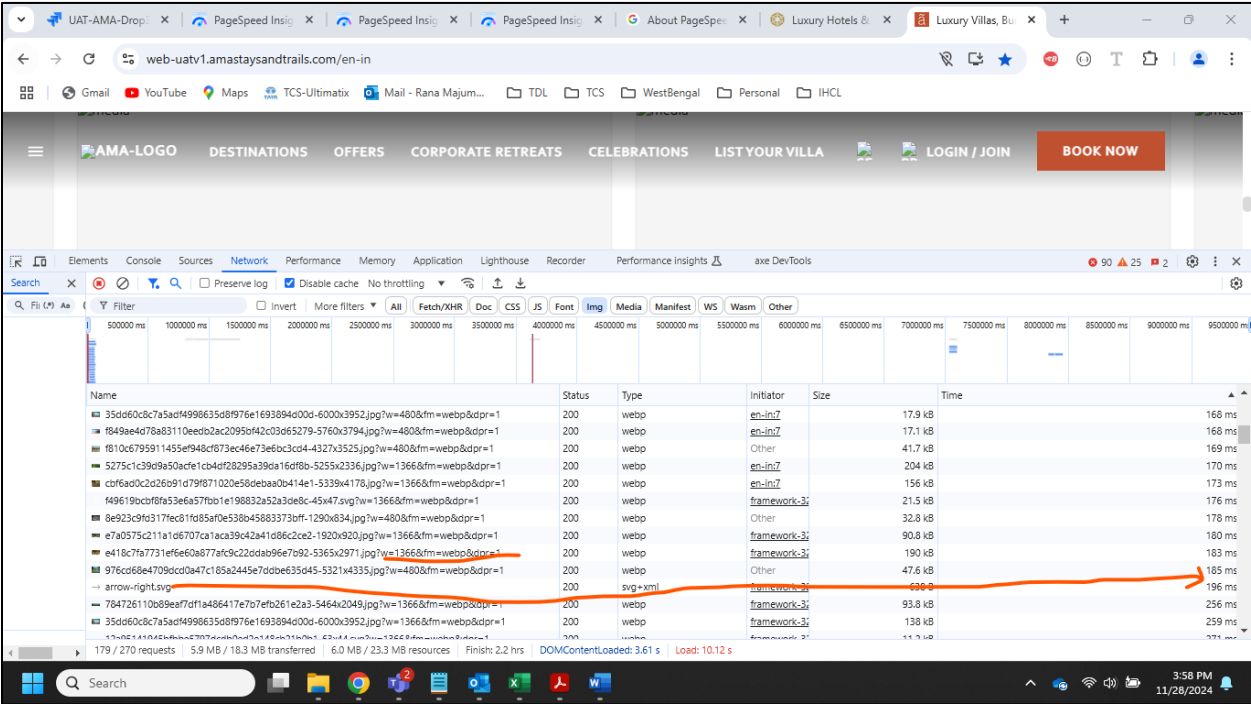 UAT-AMA-Drop
PageSpeed Insig
PageSpeed Insig
PageSpeed Insig
About PageSpee
Luxury Hotels &
Luxury Villas, Bu
web-uatv1.amastaysandtrails.com/en-in
Gmail YouTube Maps TCS-Ultimatix Mail - Rana Majum... TDL TCS WestBengal Personal IHCL
AMA-LOGO DESTINATIONS OFFERS CORPORATE RETREATS CELEBRATIONS LIST YOUR VILLA LOGIN / JOIN BOOK NOW
Elements Console Sources Network Performance Memory Application Lighthouse Recorder Performance insights axe DevTools 90 25 2
Search Preserve log Disable cache No throttling
Filter Invert More filters All Fetch/XHR Doc CSS JS Font Img Media Manifest WS Wasm Other
500000 ms 1000000 ms 1500000 ms 2000000 ms 2500000 ms 3000000 ms 3500000 ms 4000000 ms 4500000 ms 5000000 ms 5500000 ms 6000000 ms 6500000 ms 7000000 ms 7500000 ms 8000000 ms 8500000 ms 9000000 ms 9500000 m
Name Status Type Initiator Size Time
35dd60c8c7a5adf4998635d8f976e1693894d00d-6000x3952.jpg?w=480&fm=webp&dpr=1 200 webp en-in:7 17.9 kB 168 ms
f849ae4d78a83110eedb2ac2095bf42c03d65279-5760x3794.jpg?w=480&fm=webp&dpr=1 200 webp en-in:7 17.1 kB 168 ms
f810c6795911455ef948cf873ec46e73e6bc3cd4-4327x3525.jpg?w=480&fm=webp&dpr=1 200 webp Other 41.7 kB 169 ms
5275c1c39d9a50acfe1cb4df28295a39da16df8b-5255x2336.jpg?w=1366&fm=webp&dpr=1 200 webp en-in:7 204 kB 170 ms
cbf6ad0c2d26b91d79f871020e58debaa0b414e1-5339x4178.jpg?w=1366&fm=webp&dpr=1 200 webp en-in:7 156 kB 173 ms
f49619bcbf8fa53e6a57fbb1e198832a52a3de8c-45x47.svg?w=1366&fm=webp&dpr=1 200 webp framework-32 21.5 kB 176 ms
8e923c9fd317fec81fd85af0e538b45883373bff-1290x834.jpg?w=480&fm=webp&dpr=1 200 webp Other 32.8 kB 178 ms
e7a0575c211a1d6707ca1aca39c42a41d86c2ce2-1920x920.jpg?w=1366&fm=webp&dpr=1 200 webp framework-32 90.8 kB 180 ms
e418c7fa7731ef6e60a877afc9c22ddab96e7b92-5365x2971.jpg?w=1366&fm=webp&dpr=1 200 webp framework-32 190 kB 183 ms
976cd68e4709dcd0a47c185a2445e7ddbe635d45-5321x4335.jpg?w=480&fm=webp&dpr=1 200 webp Other 47.6 kB 185 ms
arrow-right.svg 200 svg+xml framework-32 638 B 196 ms
784726110b89eaf7df1a486417e7b7efb261e2a3-5464x2049.jpg?w=1366&fm=webp&dpr=1 200 webp framework-32 93.8 kB 256 ms
35dd60c8c7a5adf4998635d8f976e1693894d00d-6000x3952.jpg?w=1366&fm=webp&dpr=1 200 webp framework-32 138 kB 259 ms
179 / 270 requests 5.9 MB / 18.3 MB transferred 6.0 MB / 23.3 MB resources Finish: 2.2 hrs DOMContentLoaded: 3.61 s Load: 10.12 s
Search 2 3:58 PM
11/28/2024